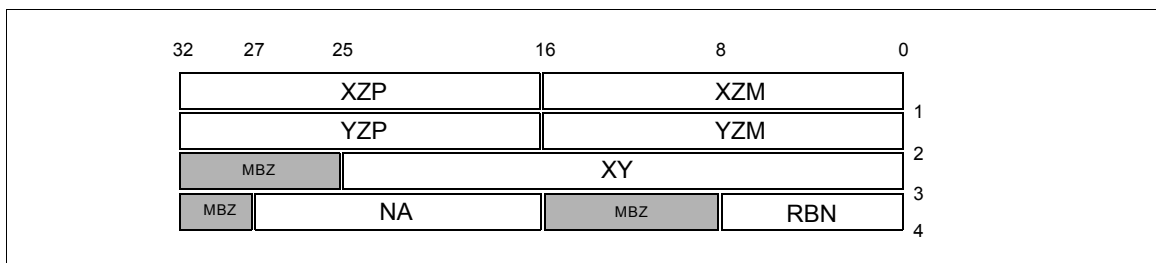 32 27 25 16 8 0
XZP XZM
1
YZP YZM
2
MBZ XY
3
MBZ NA MBZ RBN
4